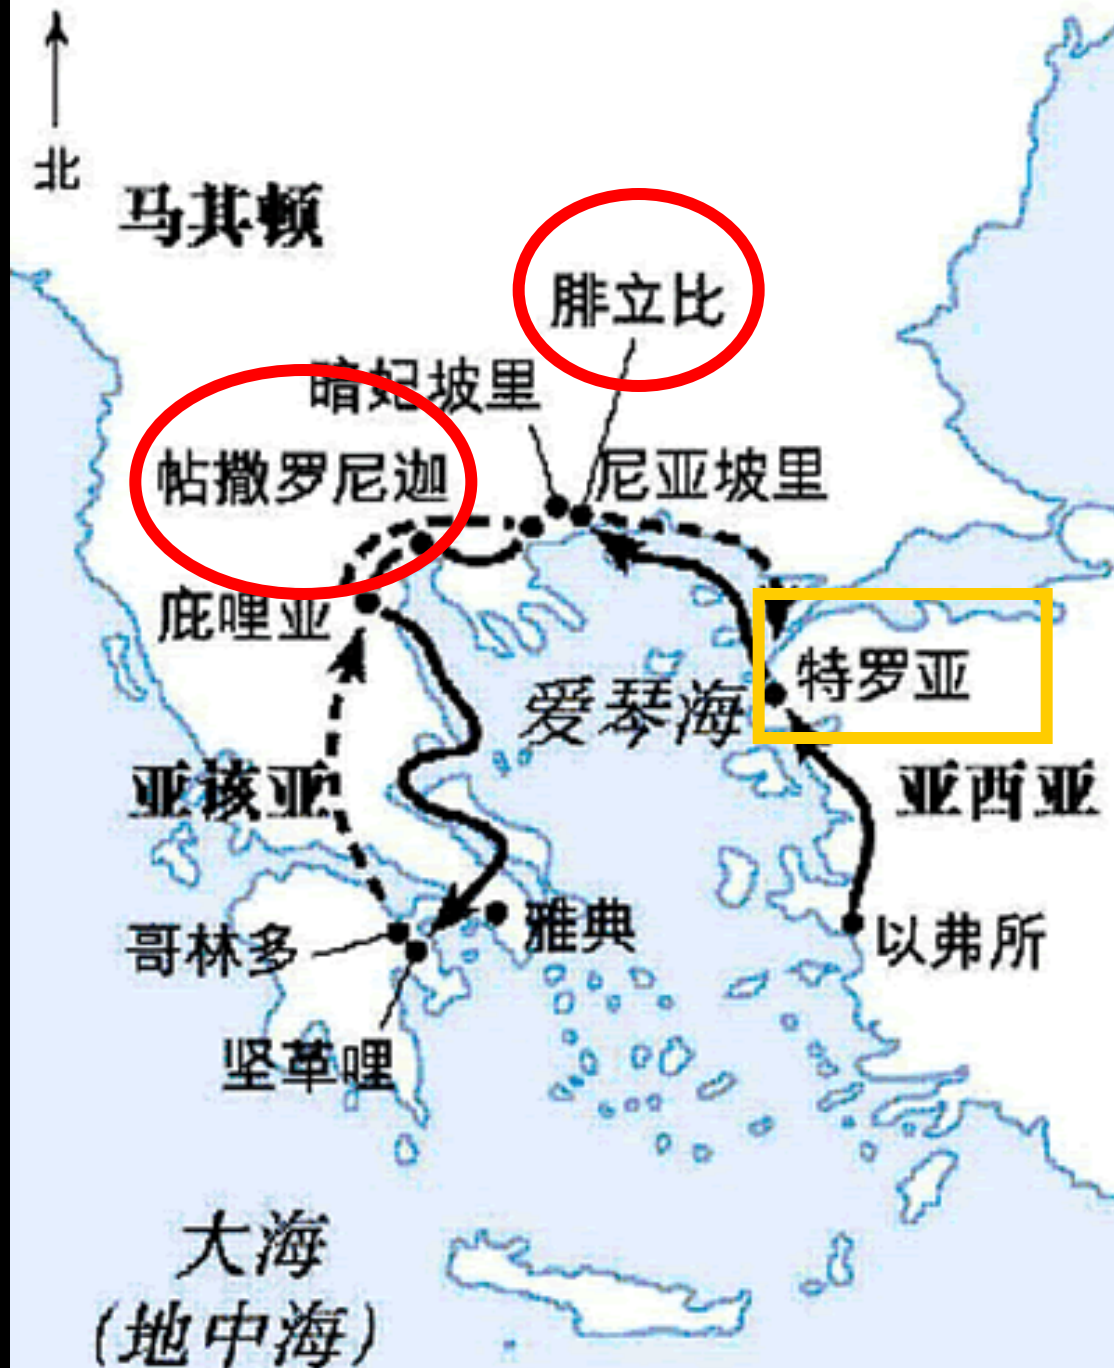 北
马其顿
腓立比
暗妃坡里
帖撒罗尼迦
尼亚坡里
庇哩亚
特罗亚
爱琴海
亚该亚
亚西亚
哥林多
雅典
以弗所
坚革哩
大海
(地中海)